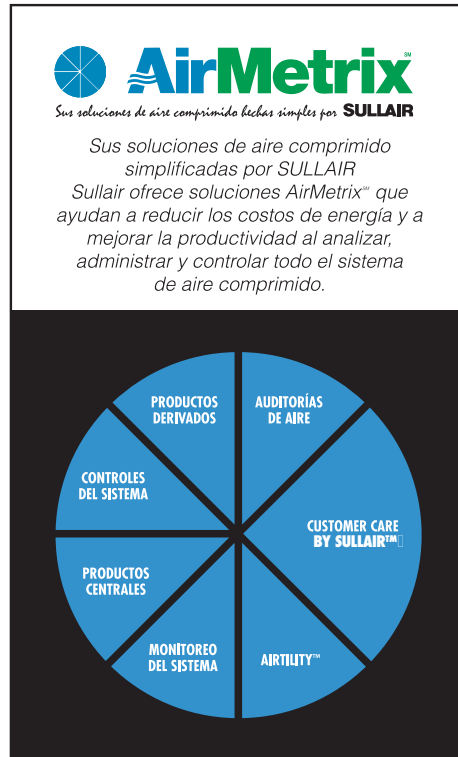 AirMetrix℠
Sus soluciones de aire comprimido hechas simples por SULLAIR
Sus soluciones de aire comprimido
simplificadas por SULLAIR
Sullair ofrece soluciones AirMetrix℠ que
ayudan a reducir los costos de energía y a
mejorar la productividad al analizar,
administrar y controlar todo el sistema
de aire comprimido.
PRODUCTOS
DERIVADOS
AUDITORÍAS
DE AIRE
CONTROLES
DEL SISTEMA
CUSTOMER CARE
BY SULLAIR™
PRODUCTOS
CENTRALES
MONITOREO
DEL SISTEMA
AIRTILITY™